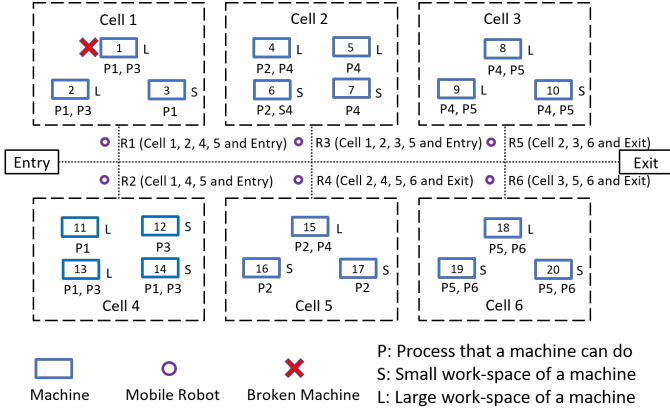 Cell 1
Cell 2
Cell 3
1 L
P1, P3
2 L
P1, P3
3 S
P1
4 L
P2, P4
5 L
P4
6 S
P2, S4
7 S
P4
8 L
P4, P5
9 L
P4, P5
10 S
P4, P5
R1 (Cell 1, 2, 4, 5 and Entry)
R3 (Cell 1, 2, 3, 5 and Entry)
R5 (Cell 2, 3, 6 and Exit)
Entry
Exit
R2 (Cell 1, 4, 5 and Entry)
R4 (Cell 2, 4, 5, 6 and Exit)
R6 (Cell 3, 5, 6 and Exit)
11 L
P1
12 S
P3
13 L
P1, P3
14 S
P1, P3
Cell 4
15 L
P2, P4
16 S
P2
17 S
P2
Cell 5
18 L
P5, P6
19 S
P5, P6
20 S
P5, P6
Cell 6
Machine
Mobile Robot
Broken Machine
P: Process that a machine can do
S: Small work-space of a machine
L: Large work-space of a machine